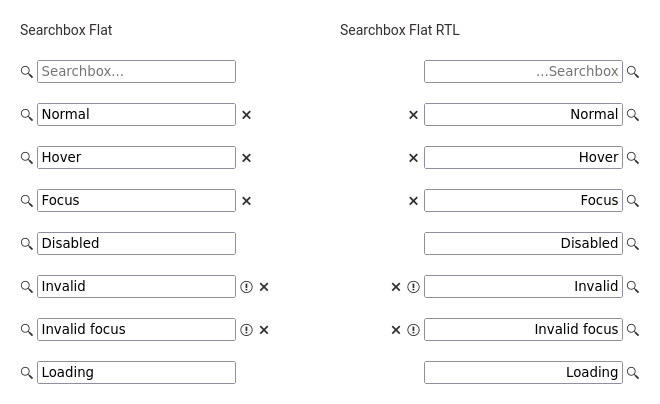 Searchbox Flat
Searchbox...
Normal
Hover
Focus
Disabled
Invalid
Invalid focus
Loading
Searchbox Flat RTL
...Searchbox
Normal
Hover
Focus
Disabled
Invalid
Invalid focus
Loading